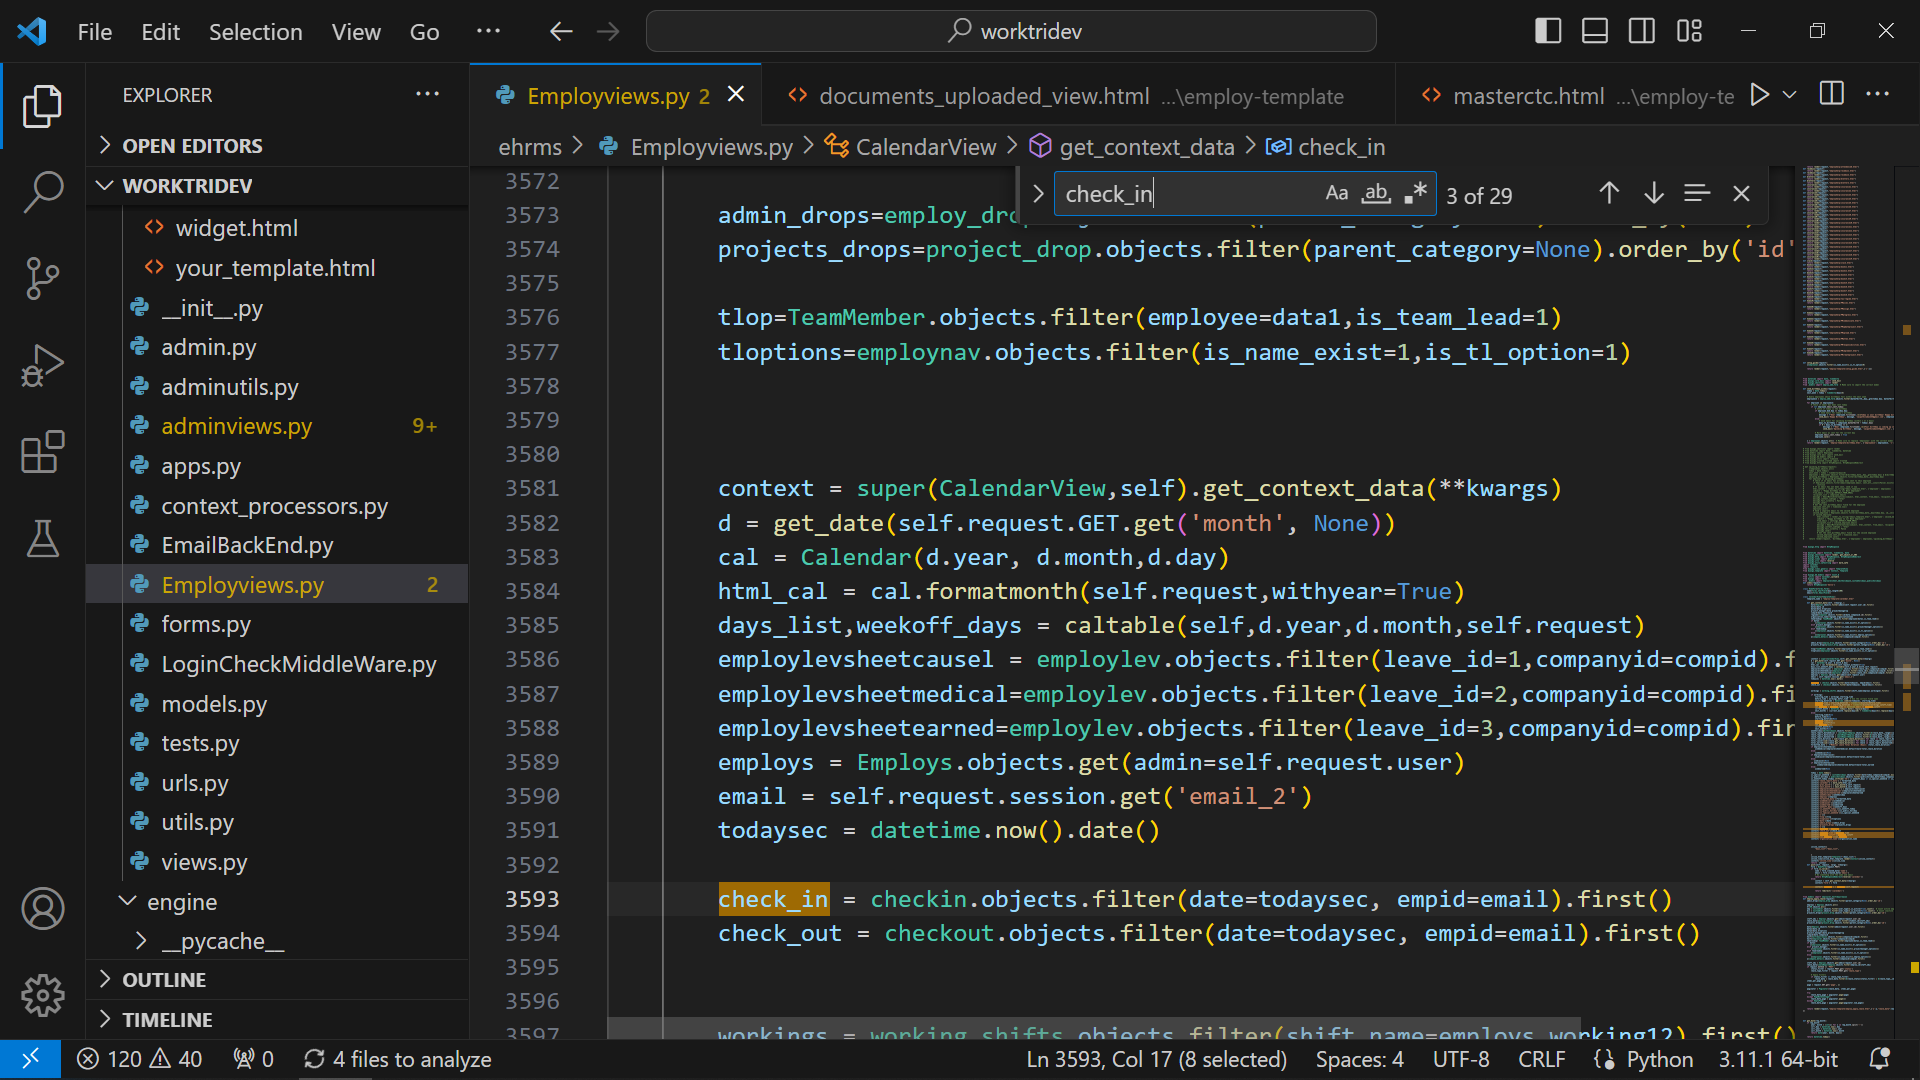 File Edit Selection View Go ... worktridev
EXPLORER ...
OPEN EDITORS
WORKTRIDEV
widget.html
your_template.html
__init__.py
admin.py
adminutils.py
adminviews.py 9+
apps.py
context_processors.py
EmailBackEnd.py
Employviews.py 2
forms.py
LoginCheckMiddleWare.py
models.py
tests.py
urls.py
utils.py
views.py
engine
__pycache__
OUTLINE
TIMELINE
Employviews.py 2 documents_uploaded_view.html ...\employ-template masterctc.html ...\employ-te
ehrms > Employviews.py > CalendarView > get_context_data > check_in
check_in Aa ab .* 3 of 29
3572
3573 admin_drops=employ_dro
3574 projects_drops=project_drop.objects.filter(parent_category=None).order_by('id'
3575
3576 tlop=TeamMember.objects.filter(employee=data1,is_team_lead=1)
3577 tloptions=employnav.objects.filter(is_name_exist=1,is_tl_option=1)
3578
3579
3580
3581 context = super(CalendarView,self).get_context_data(**kwargs)
3582 d = get_date(self.request.GET.get('month', None))
3583 cal = Calendar(d.year, d.month,d.day)
3584 html_cal = cal.formatmonth(self.request,withyear=True)
3585 days_list,weekoff_days = caltable(self,d.year,d.month,self.request)
3586 employlevsheetcausel = employlev.objects.filter(leave_id=1,companyid=compid).f
3587 employlevsheetmedical=employlev.objects.filter(leave_id=2,companyid=compid).fi
3588 employlevsheetearned=employlev.objects.filter(leave_id=3,companyid=compid).fir
3589 employs = Employs.objects.get(admin=self.request.user)
3590 email = self.request.session.get('email_2')
3591 todaysec = datetime.now().date()
3592
3593 check_in = checkin.objects.filter(date=todaysec, empid=email).first()
3594 check_out = checkout.objects.filter(date=todaysec, empid=email).first()
3595
3596
3597 workings = working_shifts.objects.filter(shift_name=employs.working12).first()
120 40 0 4 files to analyze Ln 3593, Col 17 (8 selected) Spaces: 4 UTF-8 CRLF {} Python 3.11.1 64-bit